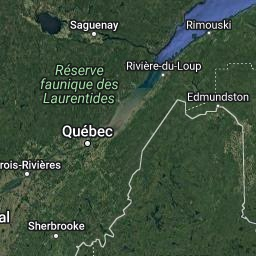 Saguenay
Rimouski
Réserve
faunique des
Laurentides
Rivière-du-Loup
Edmundston
Québec
rois-Rivières
al
Sherbrooke